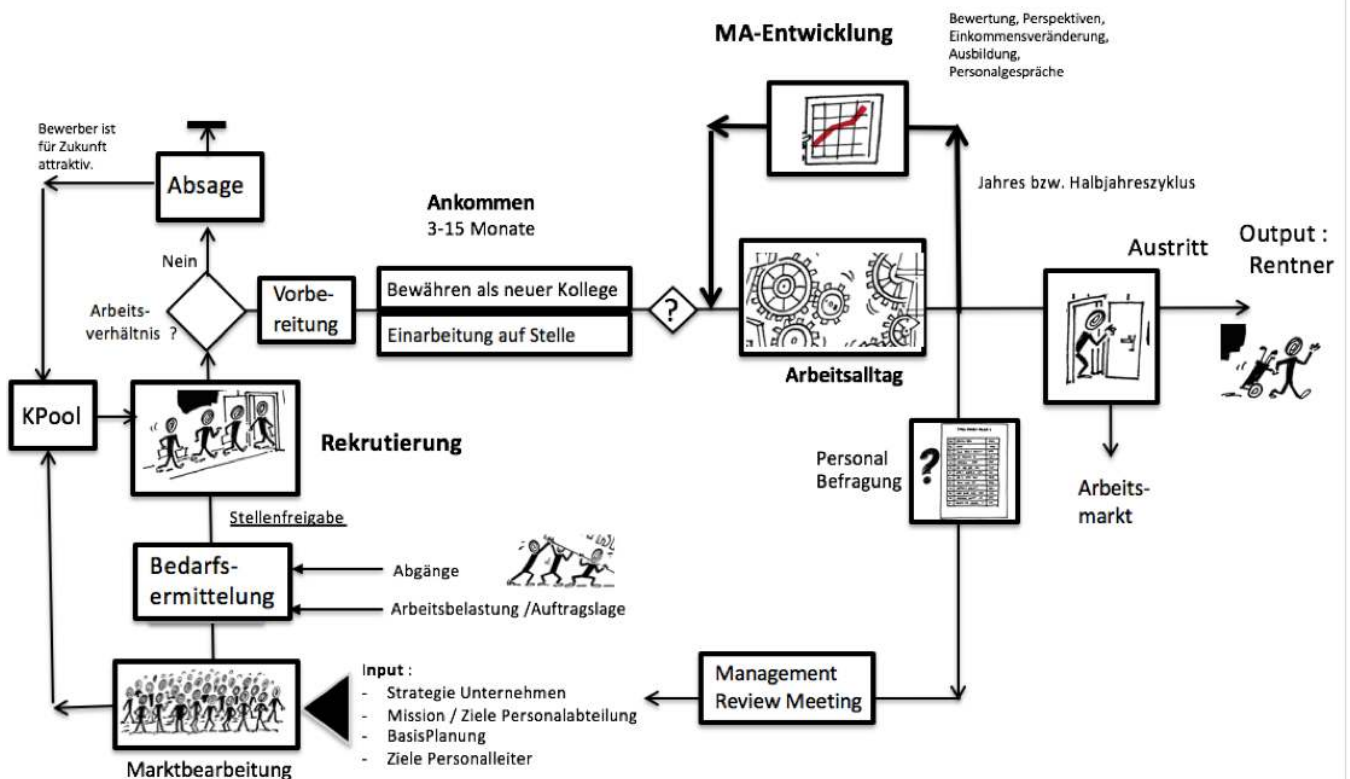 MA-Entwicklung
Bewertung, Perspektiven,
Einkommensveränderung,
Ausbildung,
Personalgespräche
Bewerber ist
für Zukunft
attraktiv.
Absage
Jahres bzw. Halbjahreszyklus
Ankommen
3-15 Monate
Nein
Austritt
Output :
Rentner
Arbeits-
verhältnis ?
Vorbe-
reitung
Bewähren als neuer Kollege
Einarbeitung auf Stelle
?
Arbeitsalltag
KPool
Rekrutierung
Personal
Befragung
?
Arbeits-
markt
Stellenfreigabe
Bedarfs-
ermittelung
Abgänge
Arbeitsbelastung /Auftragslage
Input :
- Strategie Unternehmen
- Mission / Ziele Personalabteilung
- BasisPlanung
- Ziele Personalleiter
Management
Review Meeting
Marktbearbeitung